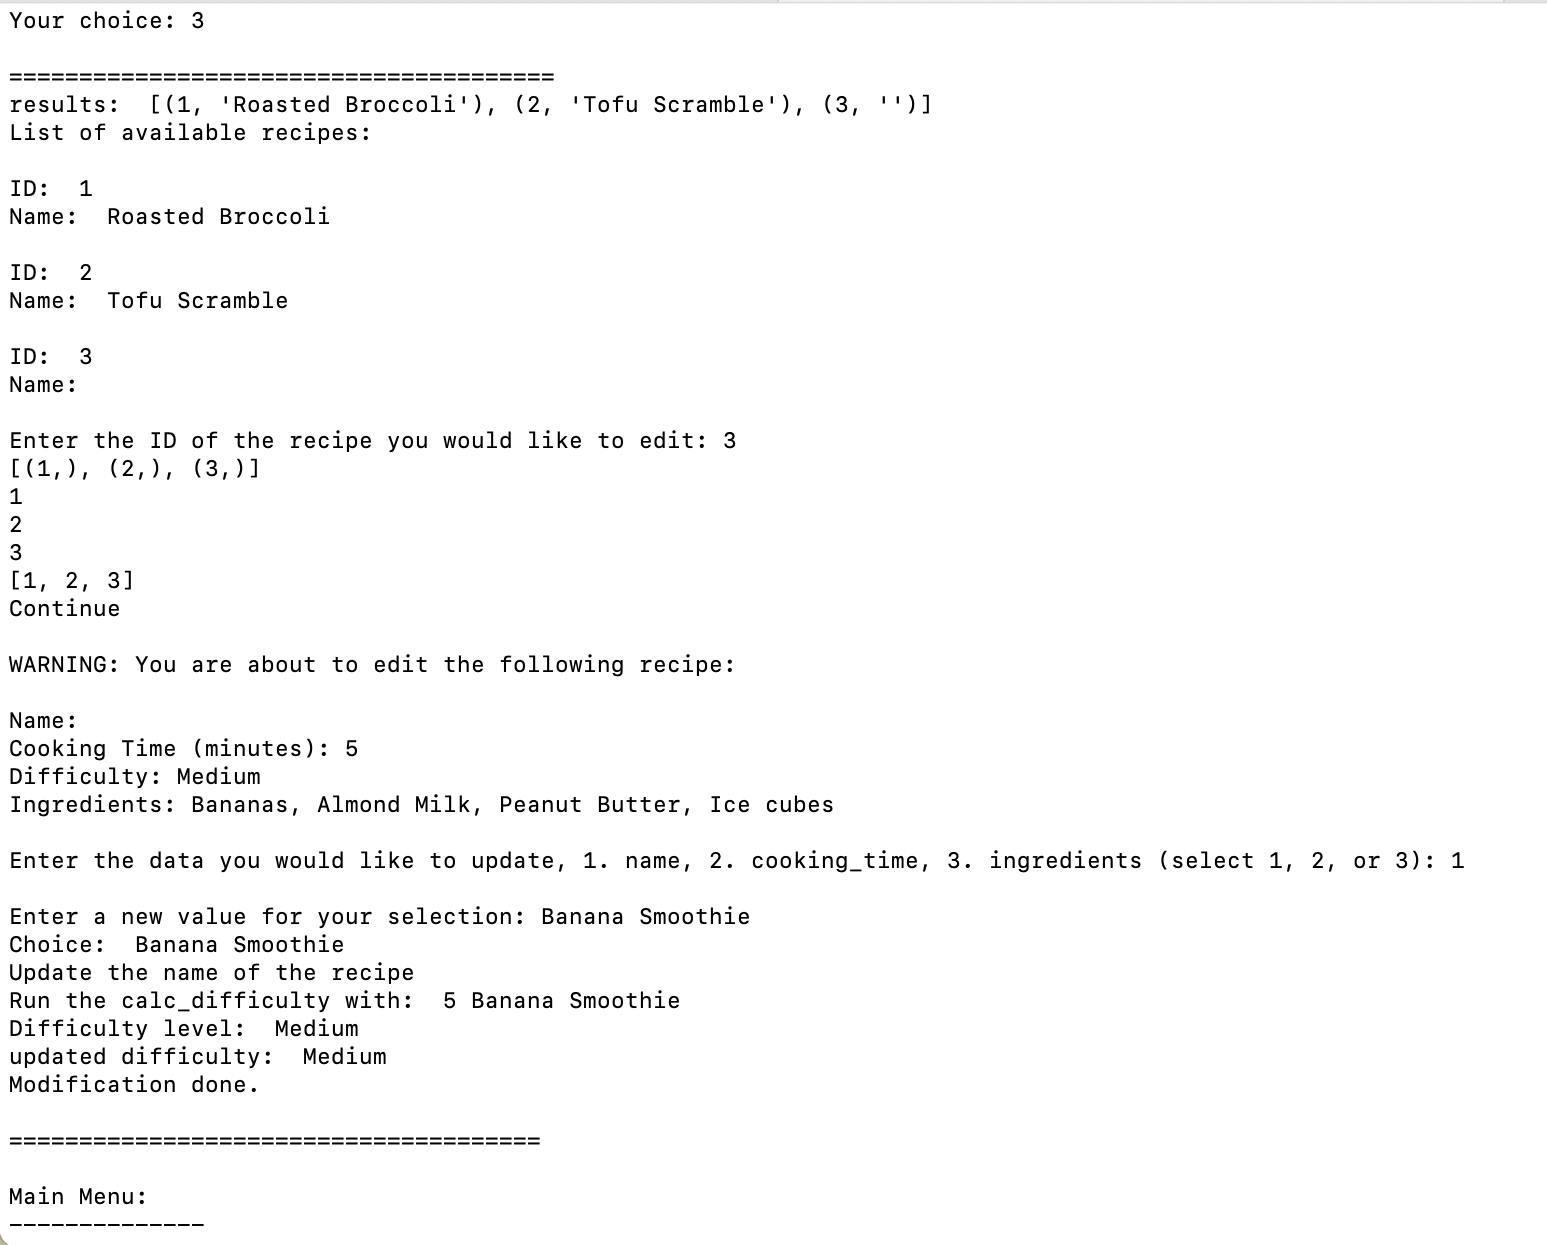 Your choice: 3
=======================================
results:  [(1, 'Roasted Broccoli'), (2, 'Tofu Scramble'), (3, '')]
List of available recipes:
ID:  1
Name:  Roasted Broccoli
ID:  2
Name:  Tofu Scramble
ID:  3
Name:
Enter the ID of the recipe you would like to edit: 3
[(1,), (2,), (3,)]
1
2
3
[1, 2, 3]
Continue
WARNING: You are about to edit the following recipe:
Name:
Cooking Time (minutes): 5
Difficulty: Medium
Ingredients: Bananas, Almond Milk, Peanut Butter, Ice cubes
Enter the data you would like to update, 1. name, 2. cooking_time, 3. ingredients (select 1, 2, or 3): 1
Enter a new value for your selection: Banana Smoothie
Choice:  Banana Smoothie
Update the name of the recipe
Run the calc_difficulty with:  5 Banana Smoothie
Difficulty level:  Medium
updated difficulty:  Medium
Modification done.
======================================
Main Menu:
--------------